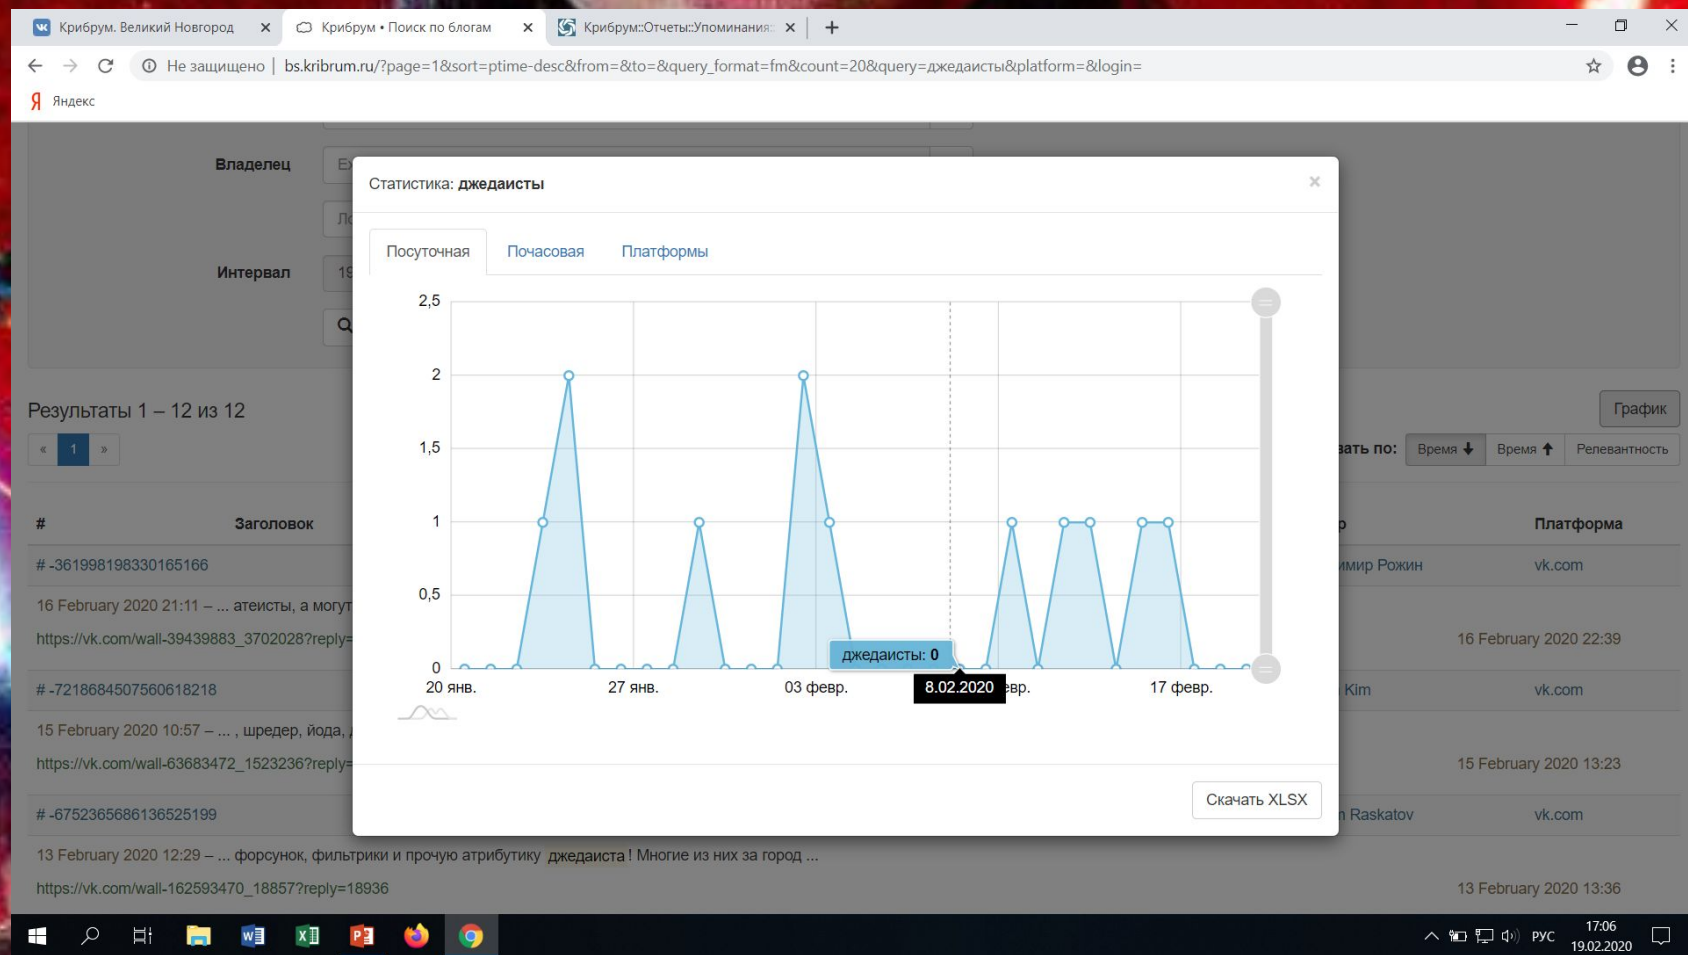 Крибрум. Великий Новгород
Крибрум • Поиск по блогам
Крибрум::Отчеты::Упоминания::
Не защищено | bs.kribrum.ru/?page=1&sort=ptime-desc&from=&to=&query_format=fm&count=20&query=джедаисты&platform=&login=
Яндекс
Владелец
Статистика: джедаисты
Посуточная Почасовая Платформы
Интервал 19
2,5
2
1,5
1
0,5
0
джедаисты: 0
20 янв. 27 янв. 03 февр. 8.02.2020 евр. 17 февр.
Скачать XLSX
Результаты 1 – 12 из 12
График
« 1 »
вать по: Время Время Релевантность
# Заголовок р Платформа
# -361998198330165166 имир Рожин vk.com
16 February 2020 21:11 – ... атеисты, а могут
https://vk.com/wall-39439883_3702028?reply= 16 February 2020 22:39
# -7218684507560618218 Kim vk.com
15 February 2020 10:57 – ... , шредер, йода,
https://vk.com/wall-63683472_1523236?reply= 15 February 2020 13:23
# -6752365686136525199 n Raskatov vk.com
13 February 2020 12:29 – ... форсунок, фильтрики и прочую атрибутику джедаиста ! Многие из них за город ...
https://vk.com/wall-162593470_18857?reply=18936 13 February 2020 13:36
РУС 17:06
19.02.2020